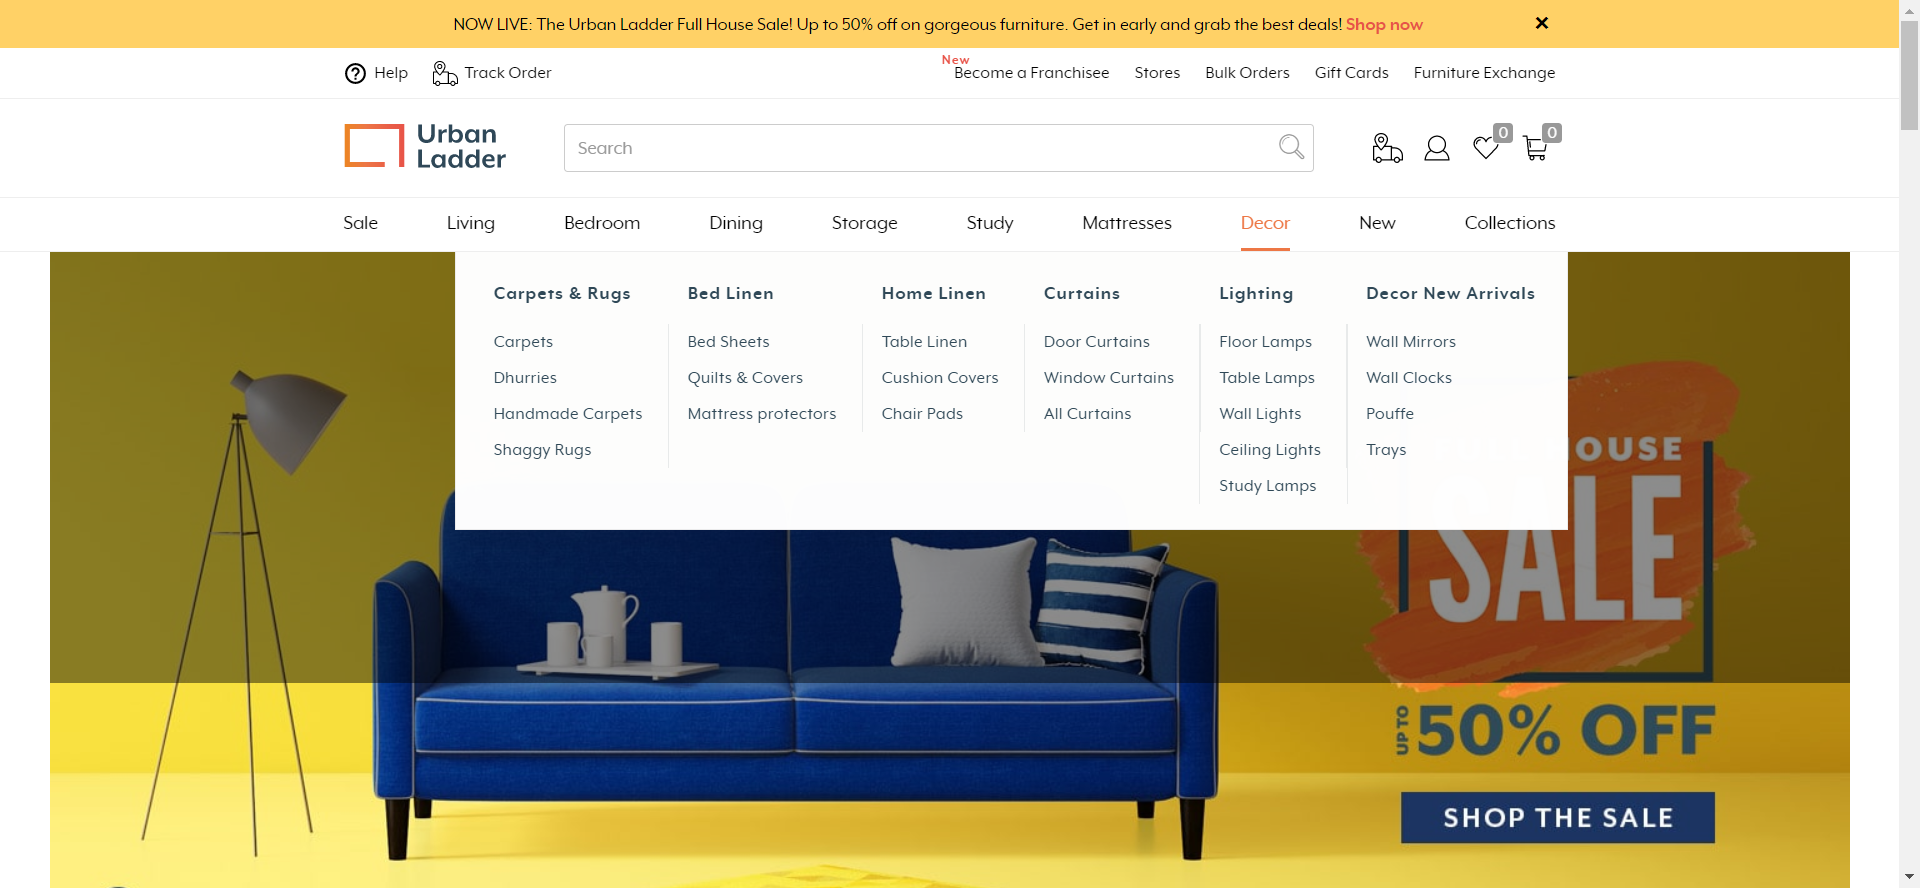 NOW LIVE: The Urban Ladder Full House Sale! Up to 50% off on gorgeous furniture. Get in early and grab the best deals! Shop now
Help
Track Order
New
Become a Franchisee
Stores
Bulk Orders
Gift Cards
Furniture Exchange
Urban
Ladder
Search
0
0
Sale
Living
Bedroom
Dining
Storage
Study
Mattresses
Decor
New
Collections
Carpets & Rugs
Carpets
Dhurries
Handmade Carpets
Shaggy Rugs
Bed Linen
Bed Sheets
Quilts & Covers
Mattress protectors
Home Linen
Table Linen
Cushion Covers
Chair Pads
Curtains
Door Curtains
Window Curtains
All Curtains
Lighting
Floor Lamps
Table Lamps
Wall Lights
Ceiling Lights
Study Lamps
Decor New Arrivals
Wall Mirrors
Wall Clocks
Pouffe
Trays
HOUSE
SALE
UP TO
50% OFF
SHOP THE SALE